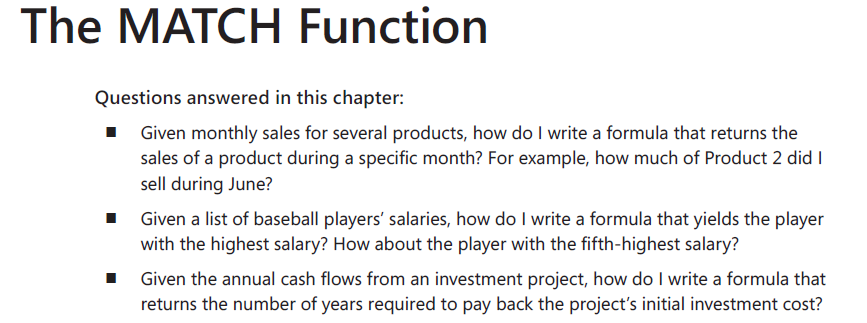 The MATCH Function
Questions answered in this chapter:
■ Given monthly sales for several products, how do I write a formula that returns the
sales of a product during a specific month? For example, how much of Product 2 did I
sell during June?
■ Given a list of baseball players’ salaries, how do I write a formula that yields the player
with the highest salary? How about the player with the fifth-highest salary?
■ Given the annual cash flows from an investment project, how do I write a formula that
returns the number of years required to pay back the project’s initial investment cost?